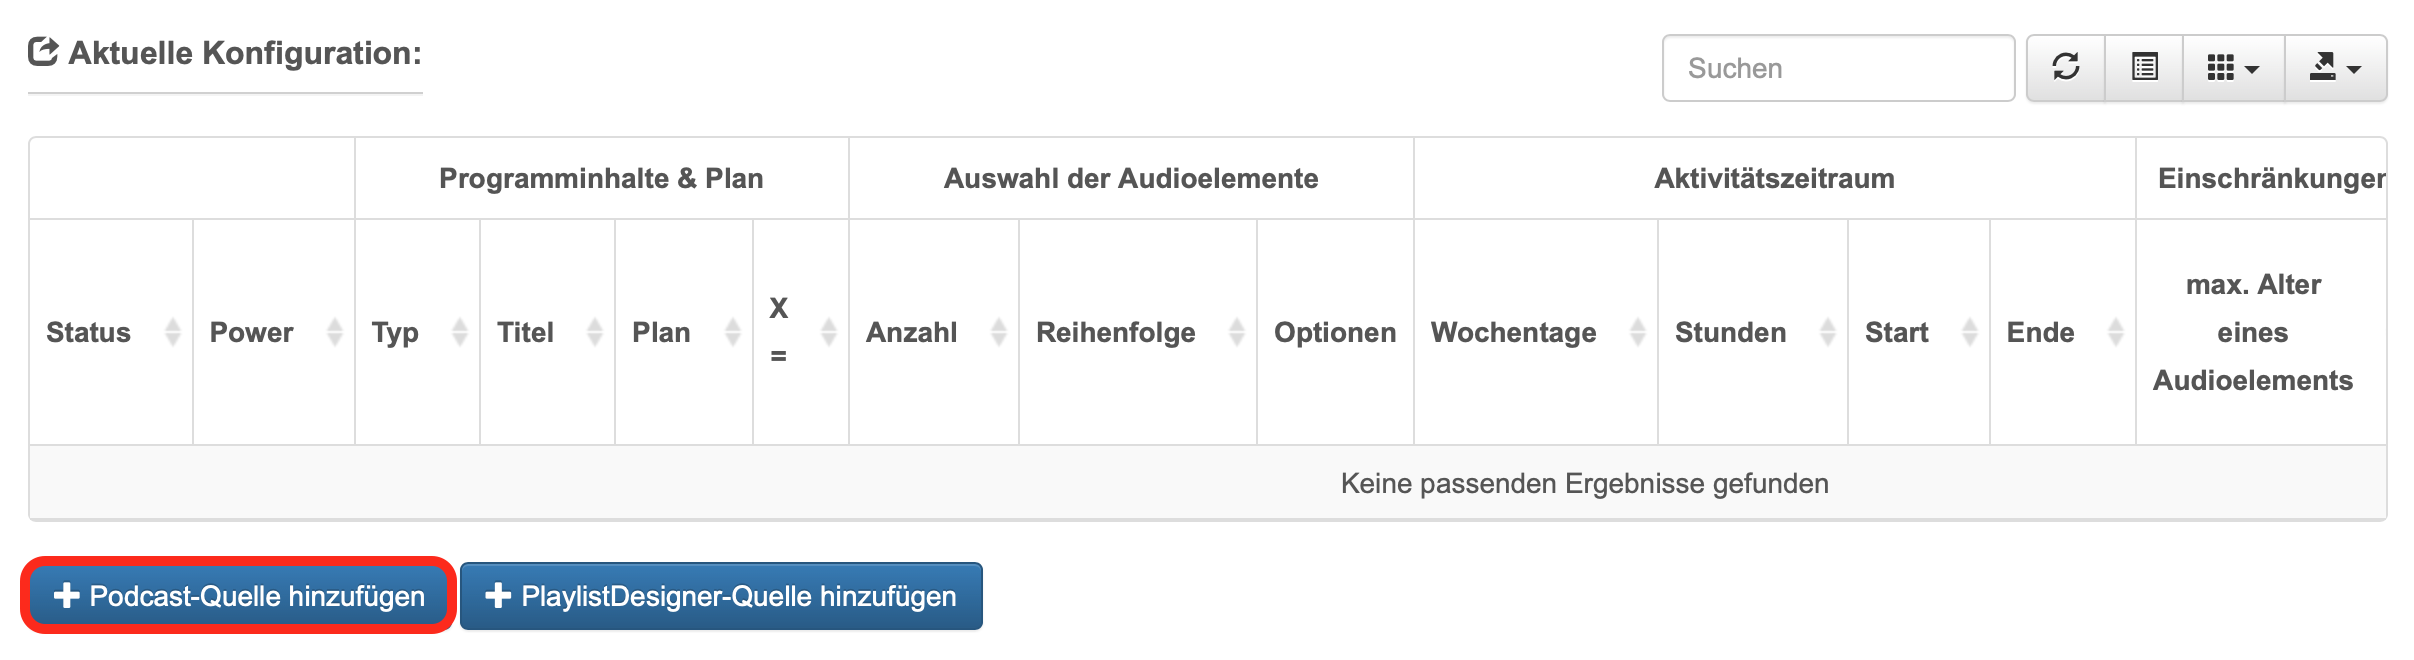 Aktuelle Konfiguration:
Suchen
Programminhalte & Plan Auswahl der Audioelemente Aktivitätszeitraum Einschränkungen
Status Power Typ Titel Plan X = Anzahl Reihenfolge Optionen Wochentage Stunden Start Ende max. Alter eines Audioelements
Keine passenden Ergebnisse gefunden
Podcast-Quelle hinzufügen PlaylistDesigner-Quelle hinzufügen